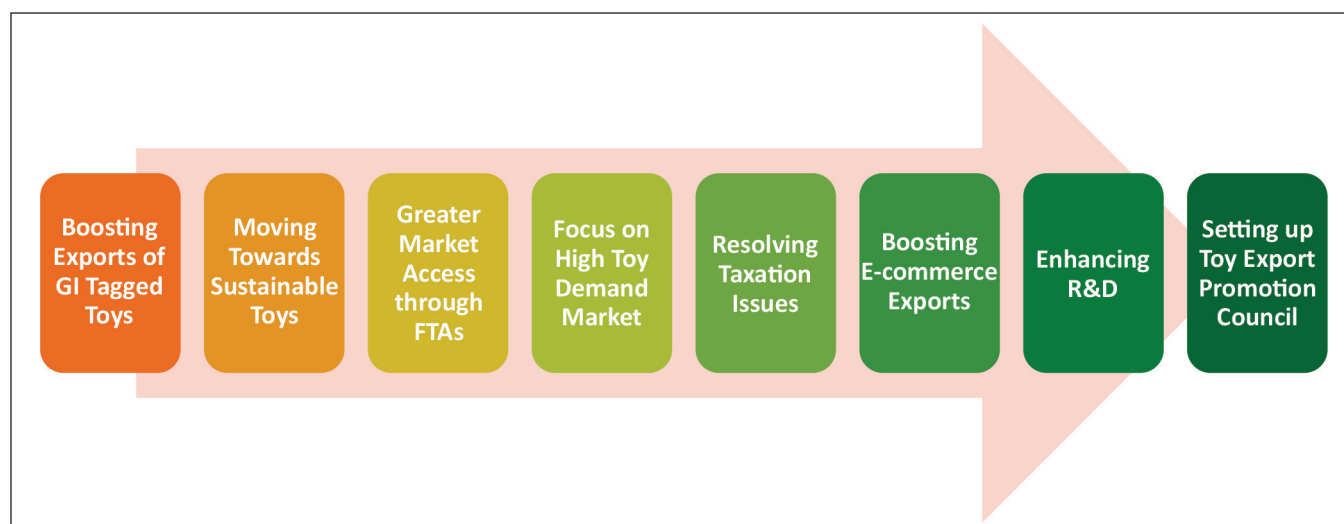 Boosting
Exports of
GI Tagged
Toys
Moving
Towards
Sustainable
Toys
Greater
Market
Access
through
FTAs
Focus on
High Toy
Demand
Market
Resolving
Taxation
Issues
Boosting
E-commerce
Exports
Enhancing
R&D
Setting up
Toy Export
Promotion
Council